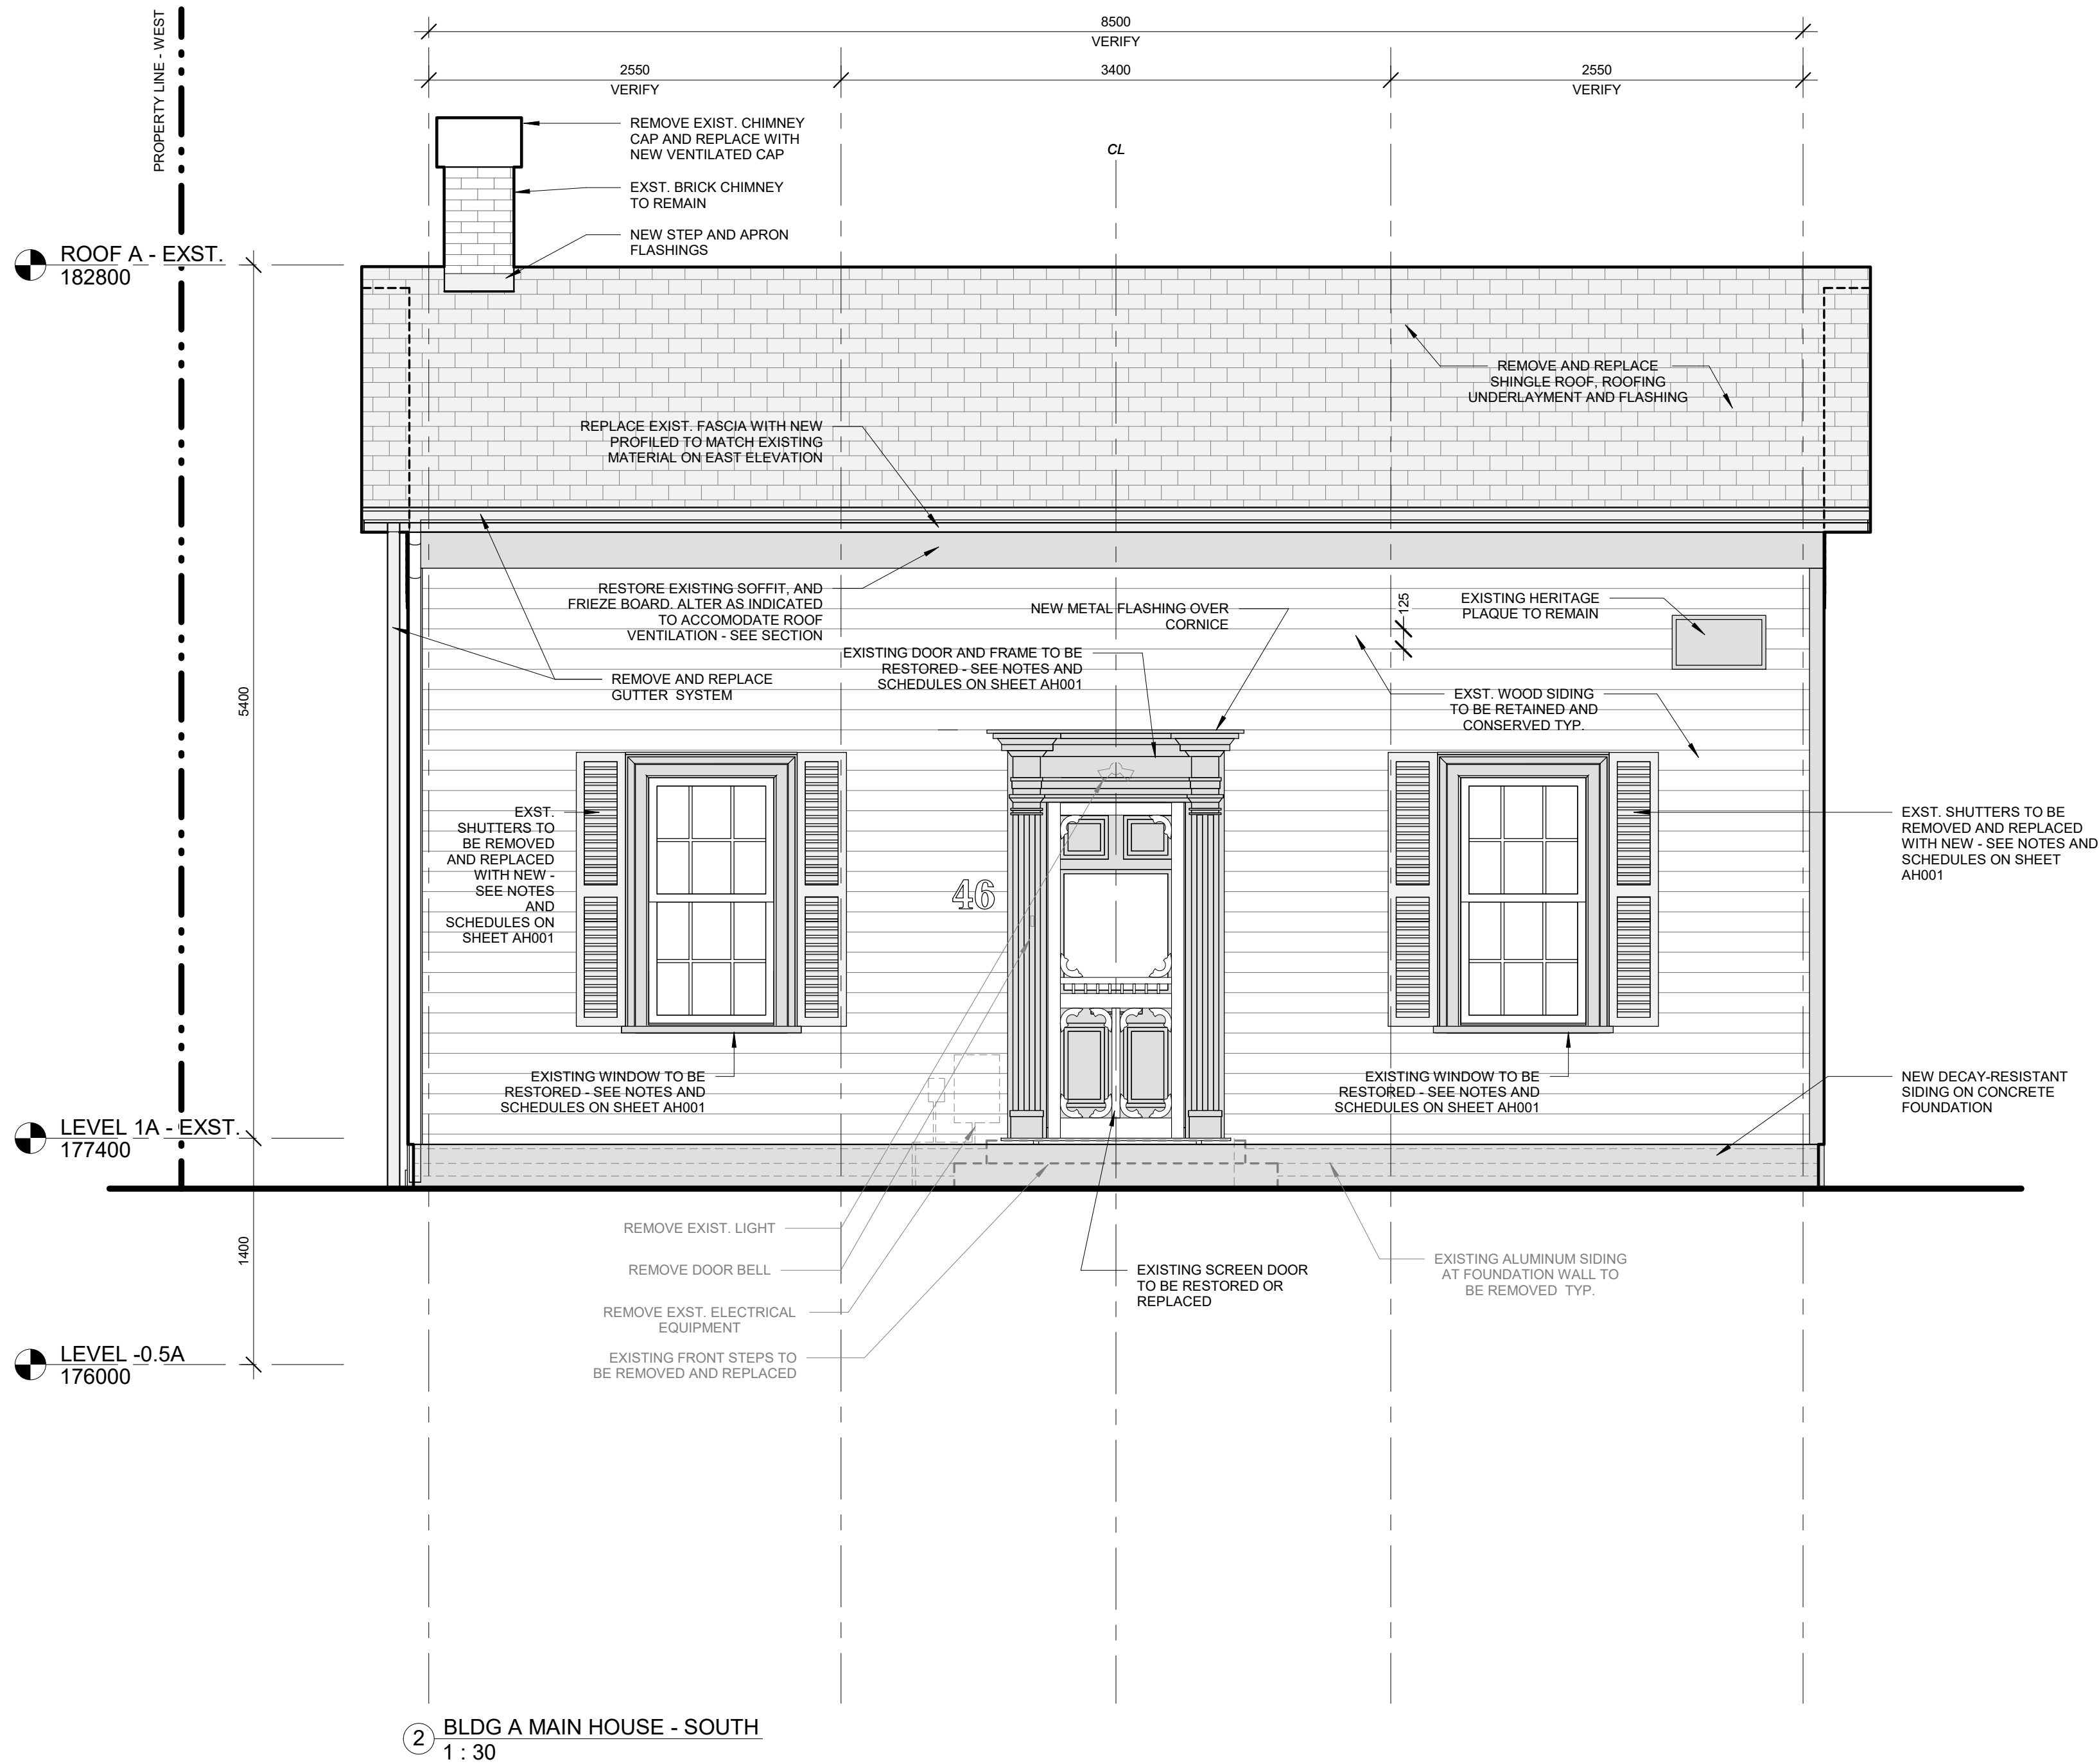 PROPERTY LINE - WEST
8500
VERIFY
2550
VERIFY
3400
2550
VERIFY
REMOVE EXIST. CHIMNEY
CAP AND REPLACE WITH
NEW VENTILATED CAP
CL
EXST. BRICK CHIMNEY
TO REMAIN
NEW STEP AND APRON
FLASHINGS
ROOF A - EXST.
182800
REMOVE AND REPLACE
SHINGLE ROOF, ROOFING
UNDERLAYMENT AND FLASHING
REPLACE EXIST. FASCIA WITH NEW
PROFILED TO MATCH EXISTING
MATERIAL ON EAST ELEVATION
RESTORE EXISTING SOFFIT, AND
FRIEZE BOARD. ALTER AS INDICATED
TO ACCOMODATE ROOF
VENTILATION - SEE SECTION
NEW METAL FLASHING OVER
CORNICE
125
EXISTING HERITAGE
PLAQUE TO REMAIN
EXISTING DOOR AND FRAME TO BE
RESTORED - SEE NOTES AND
SCHEDULES ON SHEET AH001
REMOVE AND REPLACE
GUTTER SYSTEM
EXST. WOOD SIDING
TO BE RETAINED AND
CONSERVED TYP.
5400
EXST.
SHUTTERS TO
BE REMOVED
AND REPLACED
WITH NEW -
SEE NOTES
AND
SCHEDULES ON
SHEET AH001
46
EXST. SHUTTERS TO BE
REMOVED AND REPLACED
WITH NEW - SEE NOTES AND
SCHEDULES ON SHEET
AH001
EXISTING WINDOW TO BE
RESTORED - SEE NOTES AND
SCHEDULES ON SHEET AH001
EXISTING WINDOW TO BE
RESTORED - SEE NOTES AND
SCHEDULES ON SHEET AH001
NEW DECAY-RESISTANT
SIDING ON CONCRETE
FOUNDATION
LEVEL 1A - EXST.
177400
1400
REMOVE EXIST. LIGHT
REMOVE DOOR BELL
REMOVE EXST. ELECTRICAL
EQUIPMENT
EXISTING FRONT STEPS TO
BE REMOVED AND REPLACED
EXISTING SCREEN DOOR
TO BE RESTORED OR
REPLACED
EXISTING ALUMINUM SIDING
AT FOUNDATION WALL TO
BE REMOVED TYP.
LEVEL -0.5A
176000
2
BLDG A MAIN HOUSE - SOUTH
1 : 30